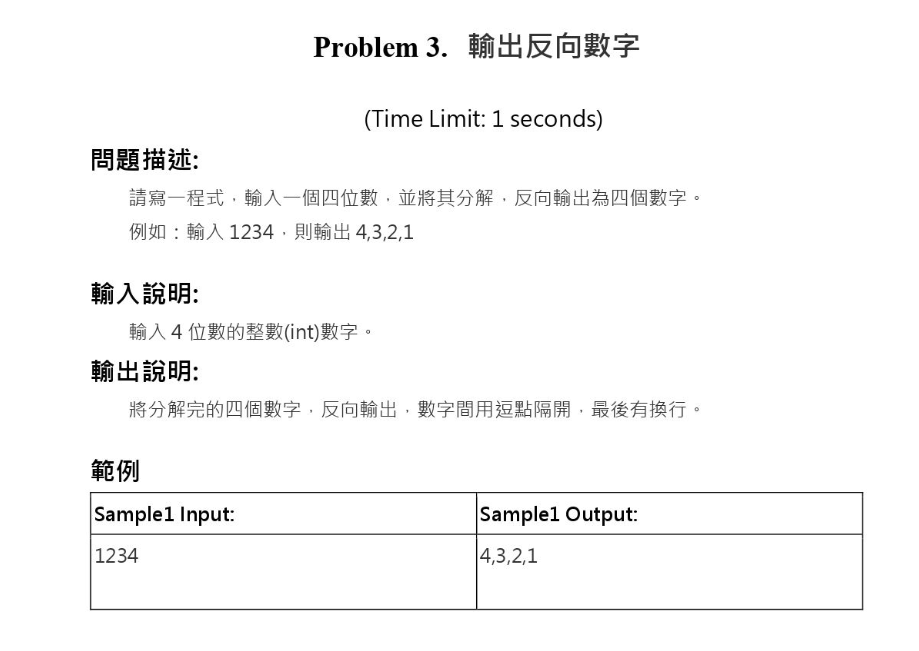 Problem 3. 輸出反向數字
(Time Limit: 1 seconds)
問題描述:
請寫一程式，輸入一個四位數，並將其分解，反向輸出為四個數字。
例如：輸入 1234，則輸出 4,3,2,1
輸入說明:
輸入 4 位數的整數(int)數字。
輸出說明:
將分解完的四個數字，反向輸出，數字間用逗點隔開，最後有換行。
範例
Sample1 Input: Sample1 Output:
1234 4,3,2,1